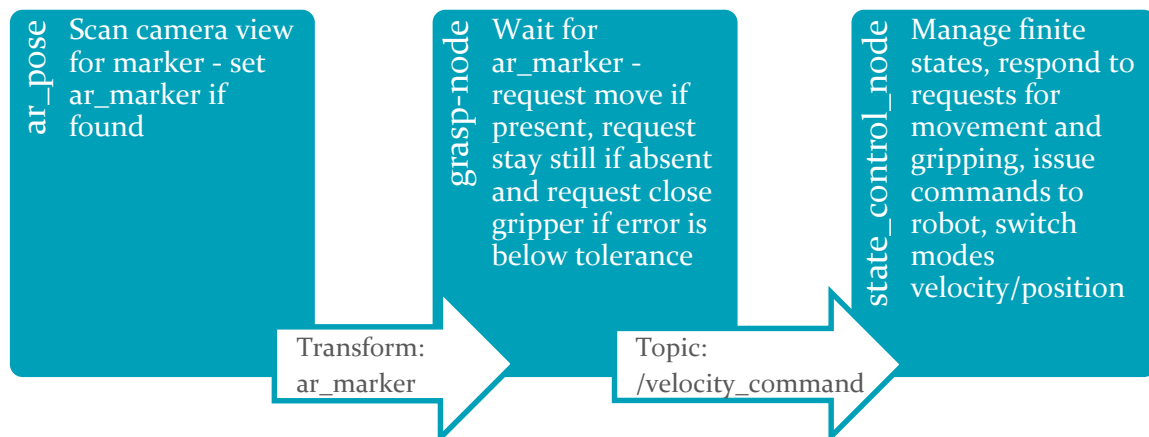 ar_pose
Scan camera view
for marker - set
ar_marker if
found
Transform:
ar_marker
grasp-node
Wait for
ar_marker -
request move if
present, request
stay still if absent
and request close
gripper if error is
below tolerance
Topic:
/velocity_command
state_control_node
Manage finite
states, respond to
requests for
movement and
gripping, issue
commands to
robot, switch
modes
velocity/position